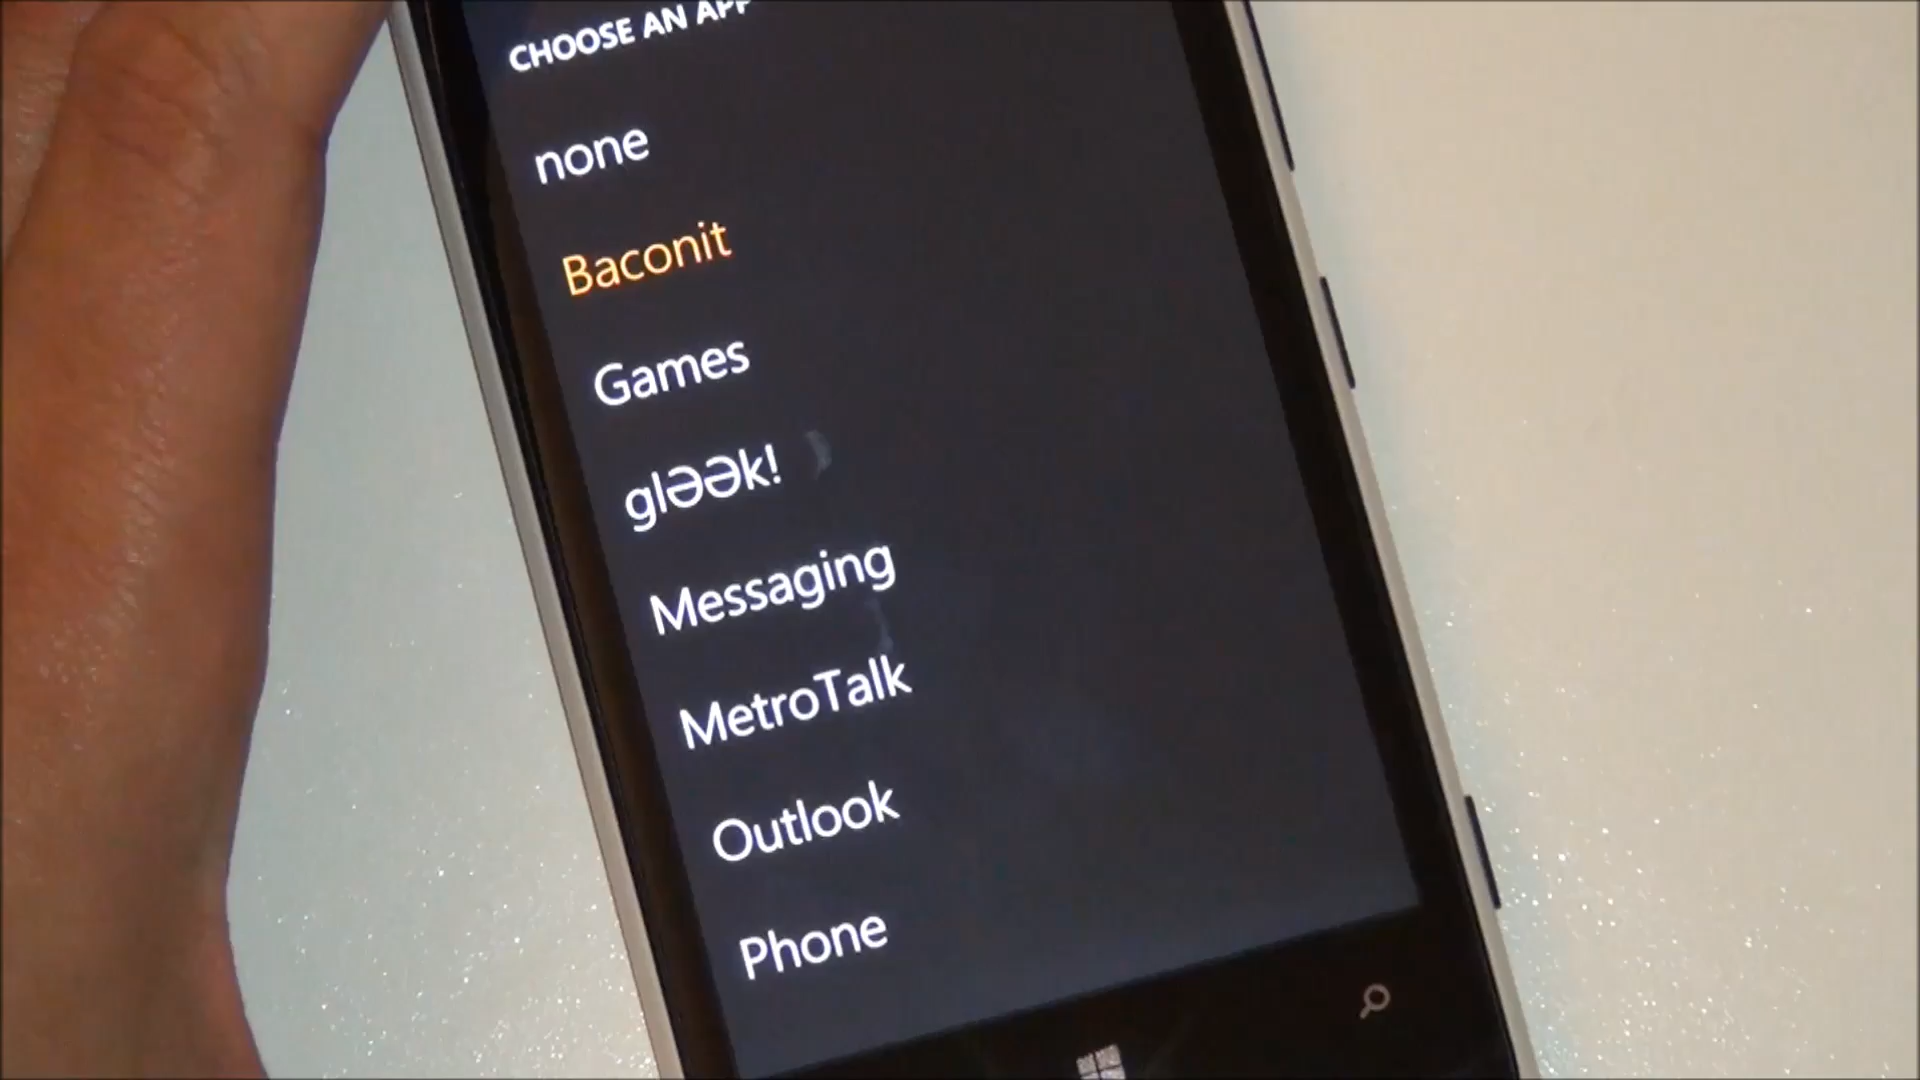 CHOOSE AN APP
none
Baconit
Games
glƏƏk!
Messaging
MetroTalk
Outlook
Phone